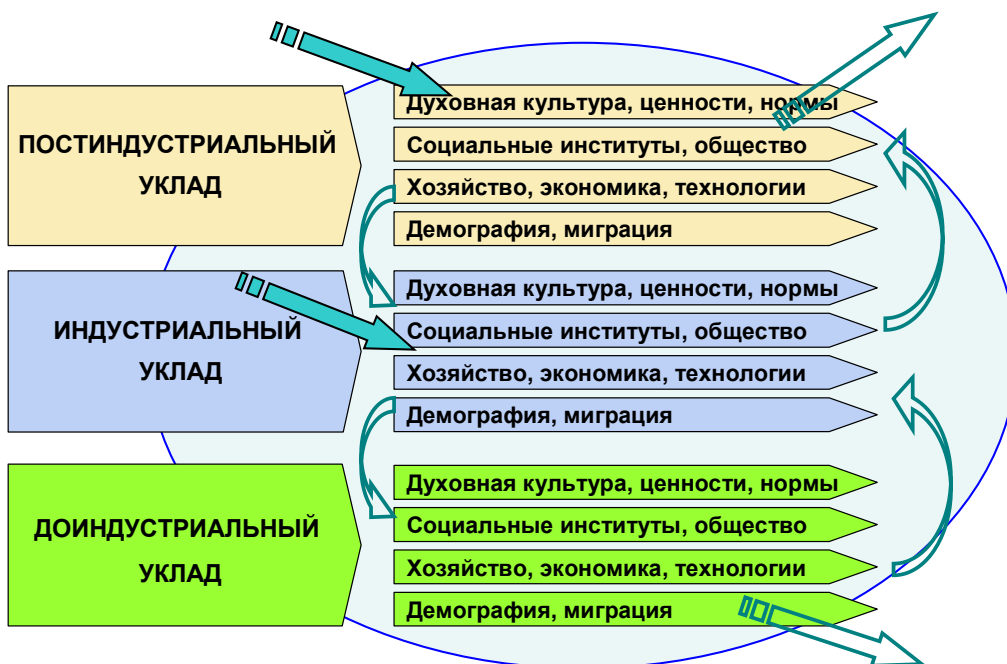 ПОСТИНДУСТРИАЛЬНЫЙ
УКЛАД
Духовная культура, ценности, нормы
Социальные институты, общество
Хозяйство, экономика, технологии
Демография, миграция
ИНДУСТРИАЛЬНЫЙ
УКЛАД
Духовная культура, ценности, нормы
Социальные институты, общество
Хозяйство, экономика, технологии
Демография, миграция
ДОИНДУСТРИАЛЬНЫЙ
УКЛАД
Духовная культура, ценности, нормы
Социальные институты, общество
Хозяйство, экономика, технологии
Демография, миграция